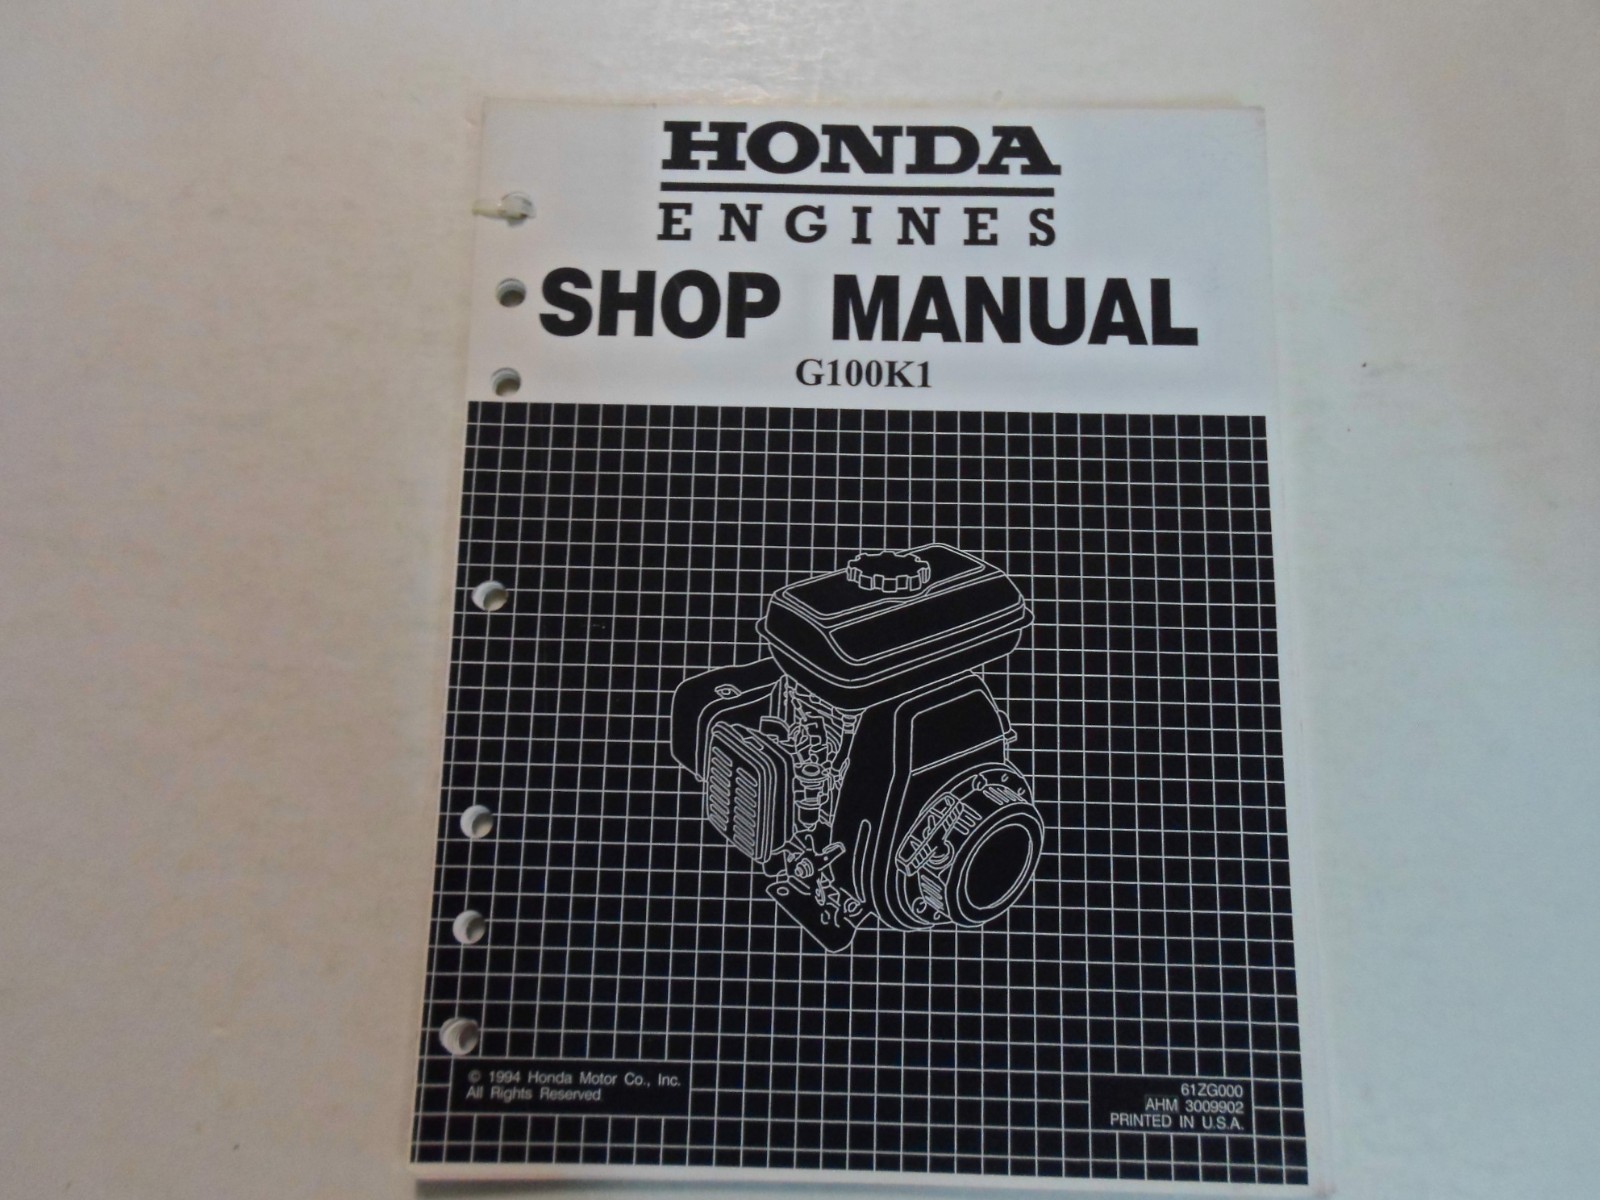 HONDA
ENGINES
SHOP MANUAL
G100K1
© 1994 Honda Motor Co., Inc.
All Rights Reserved
61ZG000
AHM 3009902
PRINTED IN U.S.A.